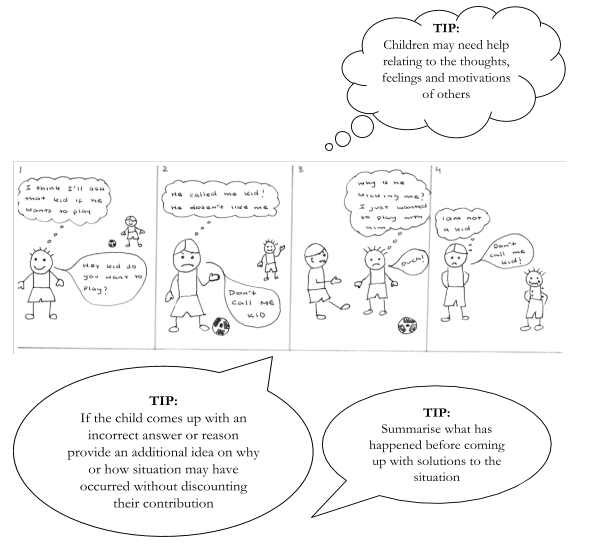 TIP:
Children may need help
relating to the thoughts,
feelings and motivations
of others
1
I think I'll ask
that kid if he
wants to play
Hey kid do
you want to
play?
2
He called me kid!
He doesen't like me.
Don't
call ME
KID
3
Why is he
kicking me?
I just wanted
to play with
him.
Ouch!
4
i am not
a kid
Don't
call me
kid!
TIP:
If the child comes up with an
incorrect answer or reason
provide an additional idea on why
or how situation may have
occurred without discounting
their contribution
TIP:
Summarise what has
happened before coming
up with solutions to the
situation